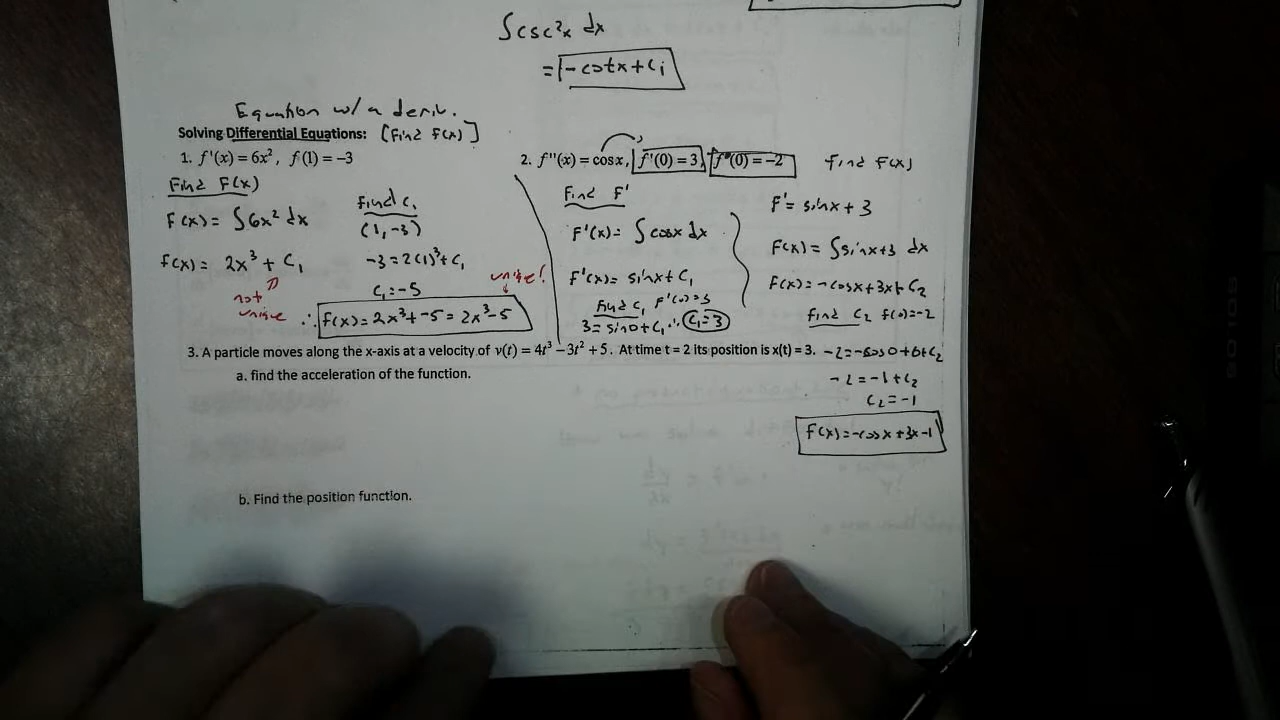 ∫csc²x dx
= -cotx+C₁
Equation w/ a deriv.
Solving Differential Equations: [Find f(x)]
1. f'(x) = 6x², f(1) = −3
Find F(x)
F(x) = ∫6x² dx
f(x) = 2x³ + C₁
not
unique
Find C₁
(1,-3)
-3 = 2(1)³+C₁
C₁ = -5
unique!
∴ f(x) = 2x³+-5 = 2x³-5
2. f''(x) = cosx, f'(0) = 3, f(0) = −2 find f(x)
Find F'
F'(x) = ∫cosx dx
F'(x) = sinx + C₁
Find C₁ F'(0)=3
3 = sin0 + C₁ ∴ C₁=3
F' = sinx + 3
F(x) = ∫sinx+3 dx
F(x) = -cosx+3x+C₂
find C₂ f(0)=-2
-2 = -cos0+0+C₂
-2 = -1+C₂
C₂ = -1
f(x) = -cosx+3x-1
3. A particle moves along the x-axis at a velocity of v(t) = 4t³ − 3t² + 5. At time t = 2 its position is x(t) = 3.
a. find the acceleration of the function.
b. Find the position function.